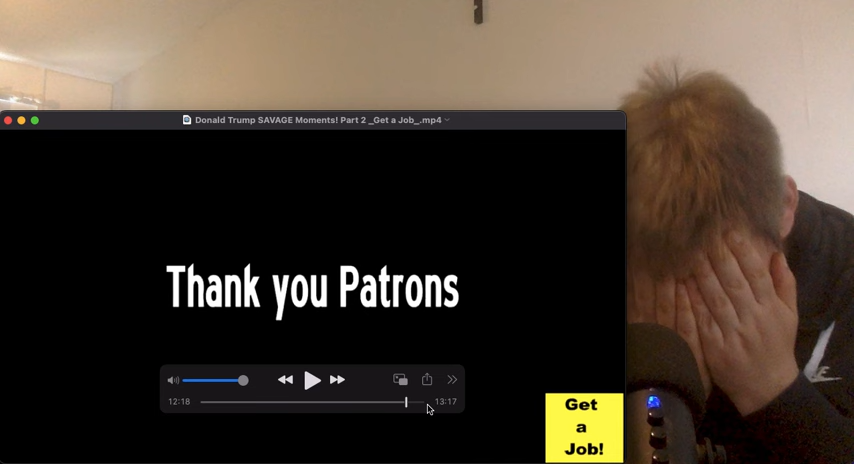 Donald Trump SAVAGE Moments! Part 2 _Get a Job_.mp4
Thank you Patrons
12:18
13:17
Get
a
Job!